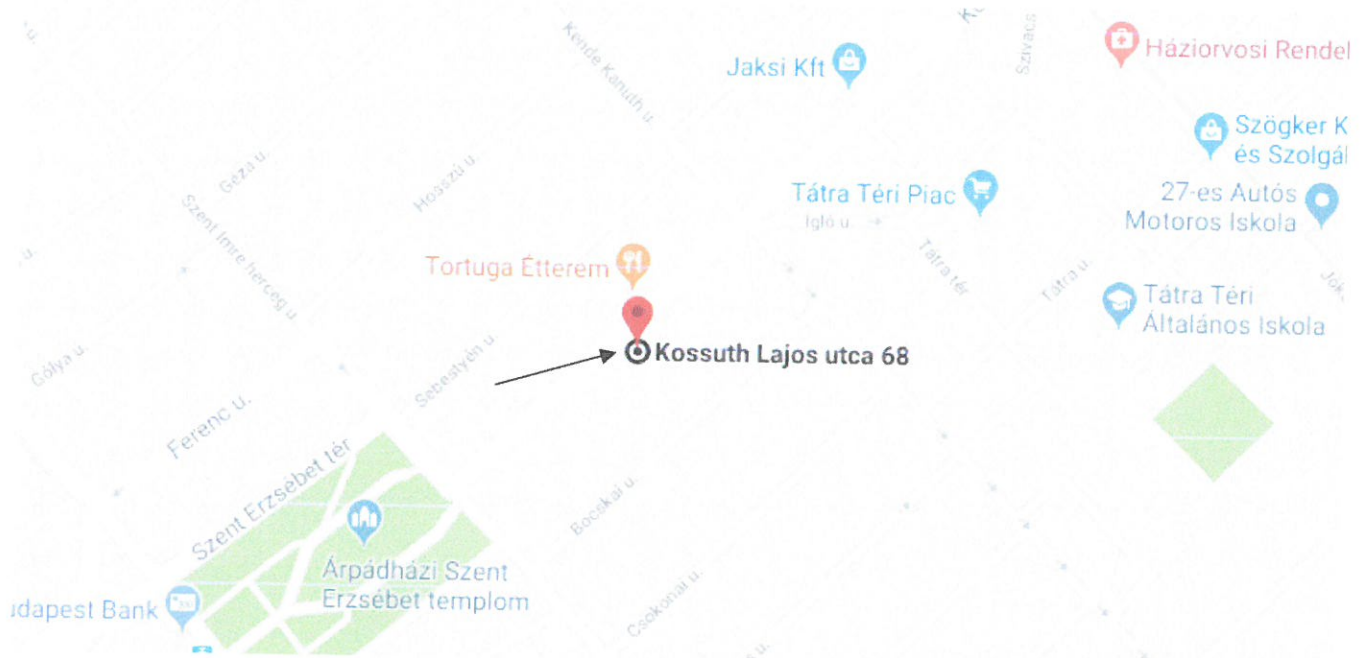 Kende Kanuth u.
Jaksi Kft
Szivacs
Háziorvosi Rendel
Szögker K
és Szolgál
Géza u.
Hosszú u.
Tátra Téri Piac
Igló u.
27-es Autós
Motoros Iskola
Szent Imre herceg u.
Tátra tér
Tátra u.
Jóka
Tortuga Étterem
Tátra Téri
Általános Iskola
Kossuth Lajos utca 68
Gólya u.
Sebestyén u.
Ferenc u.
Szent Erzsébet tér
Bocskai u.
Árpádházi Szent
Erzsébet templom
udapest Bank
Csokonai u.
u.